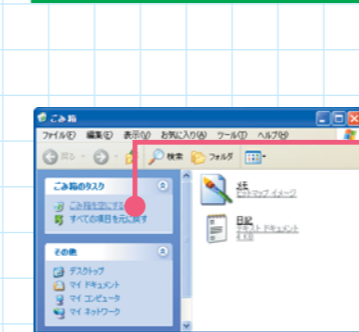 ごみ箱
ファイル(F) 編集(E) 表示(V) お気に入り(A) ツール(T) ヘルプ(H)
戻る 検索 フォルダ
ごみ箱のタスク
ごみ箱を空にする
すべての項目を元に戻す
その他
デスクトップ
マイ ドキュメント
マイ コンピュータ
マイ ネットワーク
ビットマップ イメージ
日記
テキスト ドキュメント